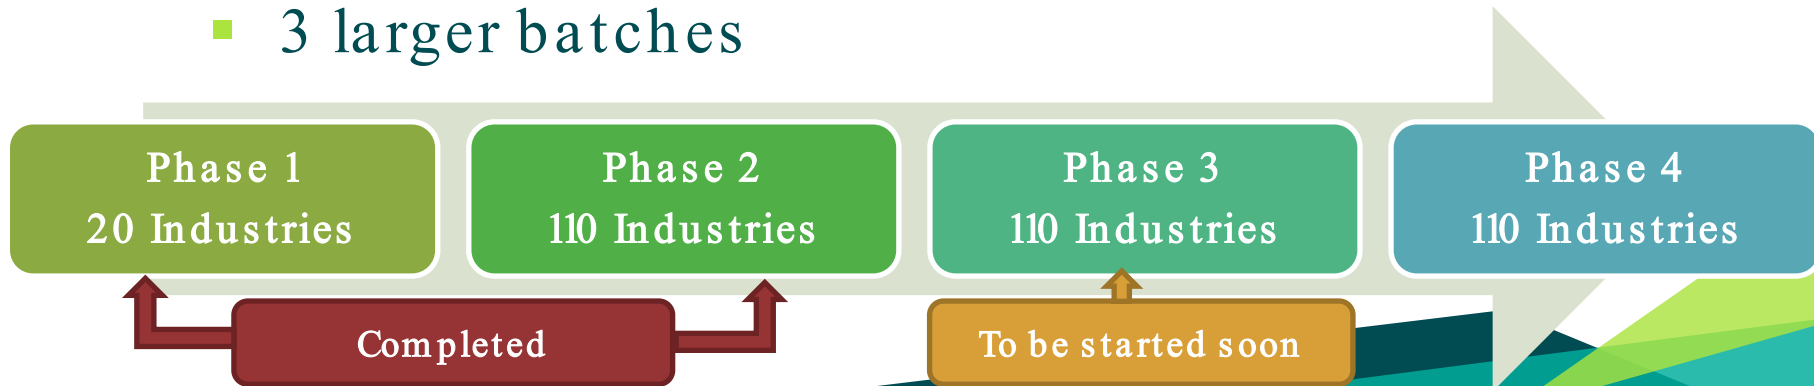 3 larger batches
Phase 1
20 Industries
Phase 2
110 Industries
Phase 3
110 Industries
Phase 4
110 Industries
Completed
To be started soon